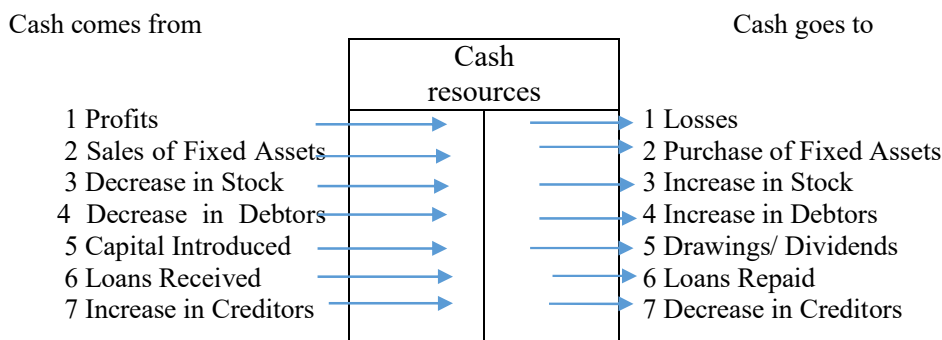 Cash comes from
Cash goes to
Cash
resources
1 Profits
1 Losses
2 Sales of Fixed Assets
2 Purchase of Fixed Assets
3 Decrease in Stock
3 Increase in Stock
4 Decrease in Debtors
4 Increase in Debtors
5 Capital Introduced
5 Drawings/ Dividends
6 Loans Received
6 Loans Repaid
7 Increase in Creditors
7 Decrease in Creditors